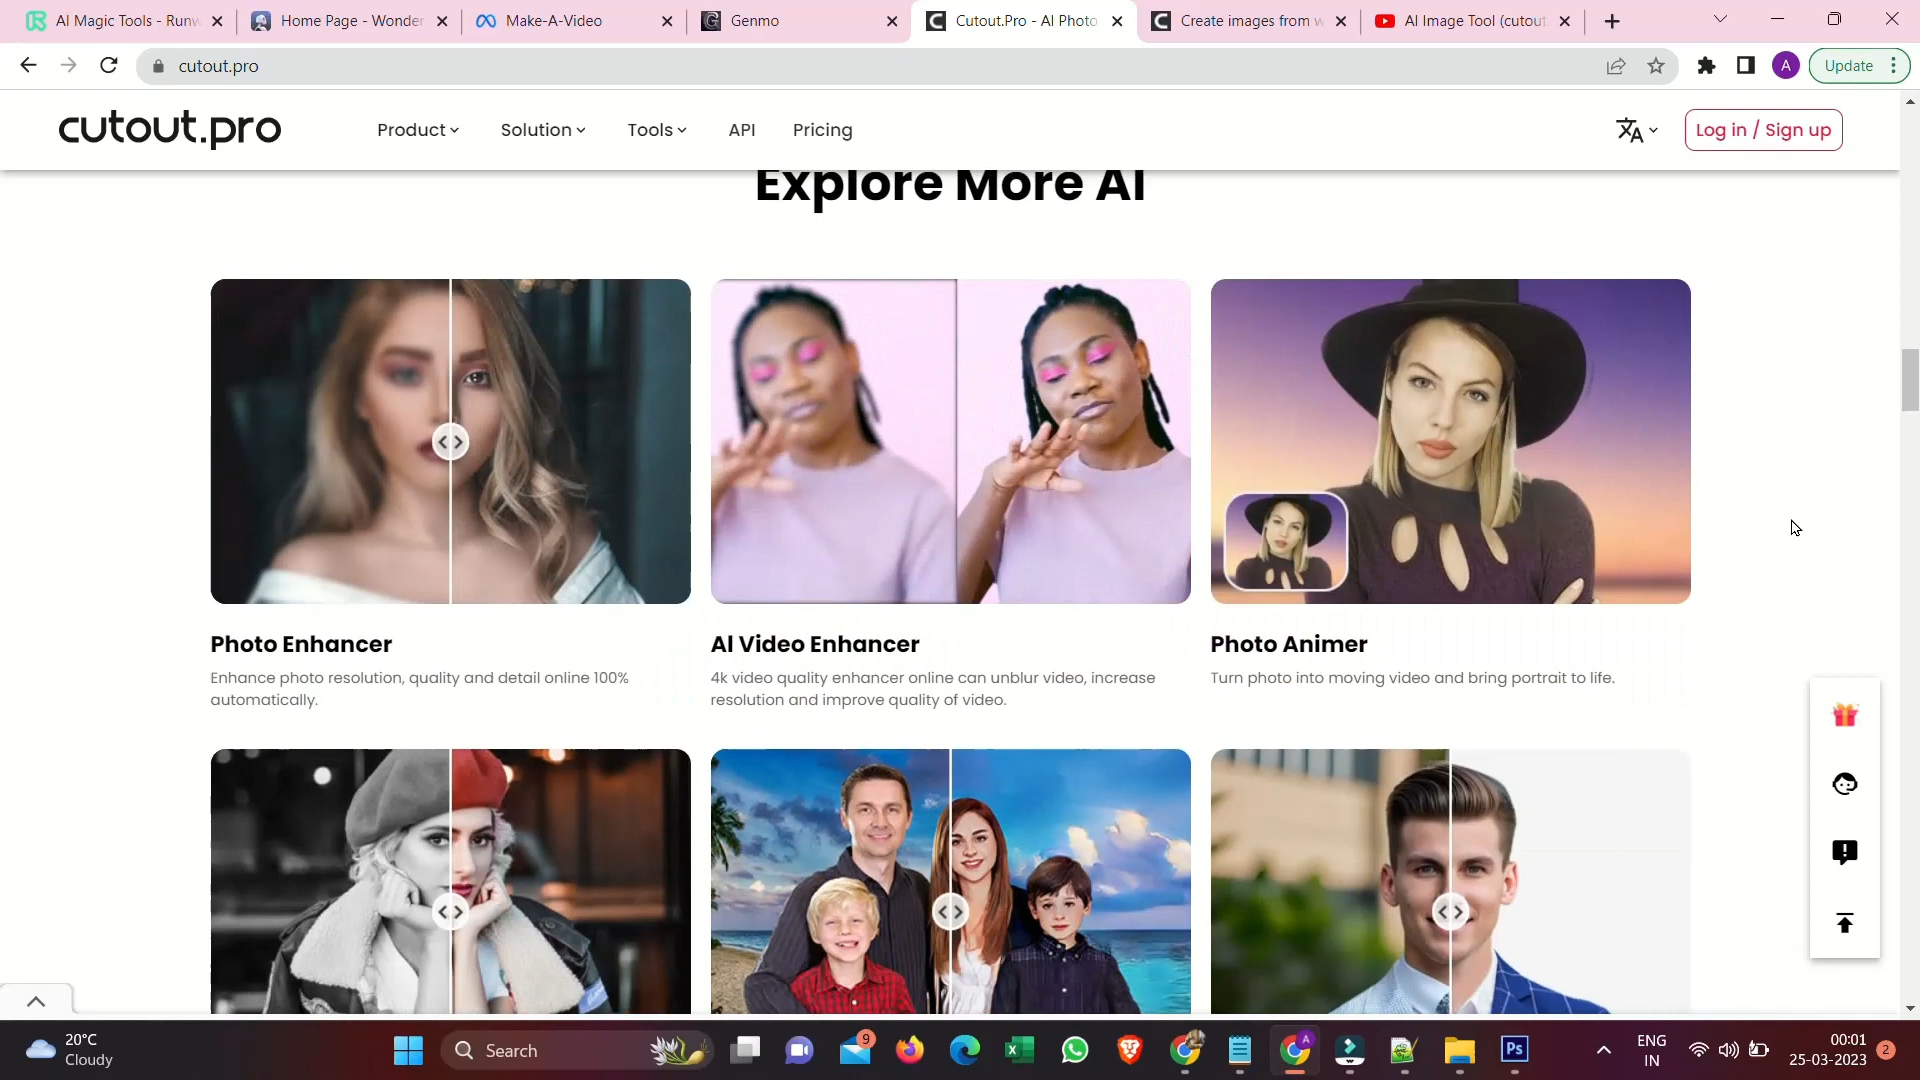 AI Magic Tools - Runw
Home Page - Wonder
Make-A-Video
Genmo
Cutout.Pro - AI Photo
Create images from w
AI Image Tool (cutout
cutout.pro
A
Update
cutout.pro
Product
Solution
Tools
API
Pricing
Log in / Sign up
Explore More AI
Photo Enhancer
Enhance photo resolution, quality and detail online 100%
automatically.
AI Video Enhancer
4k video quality enhancer online can unblur video, increase
resolution and improve quality of video.
Photo Animer
Turn photo into moving video and bring portrait to life.
20°C
Cloudy
Search
9
A
Ps
ENG
IN
00:01
25-03-2023
2